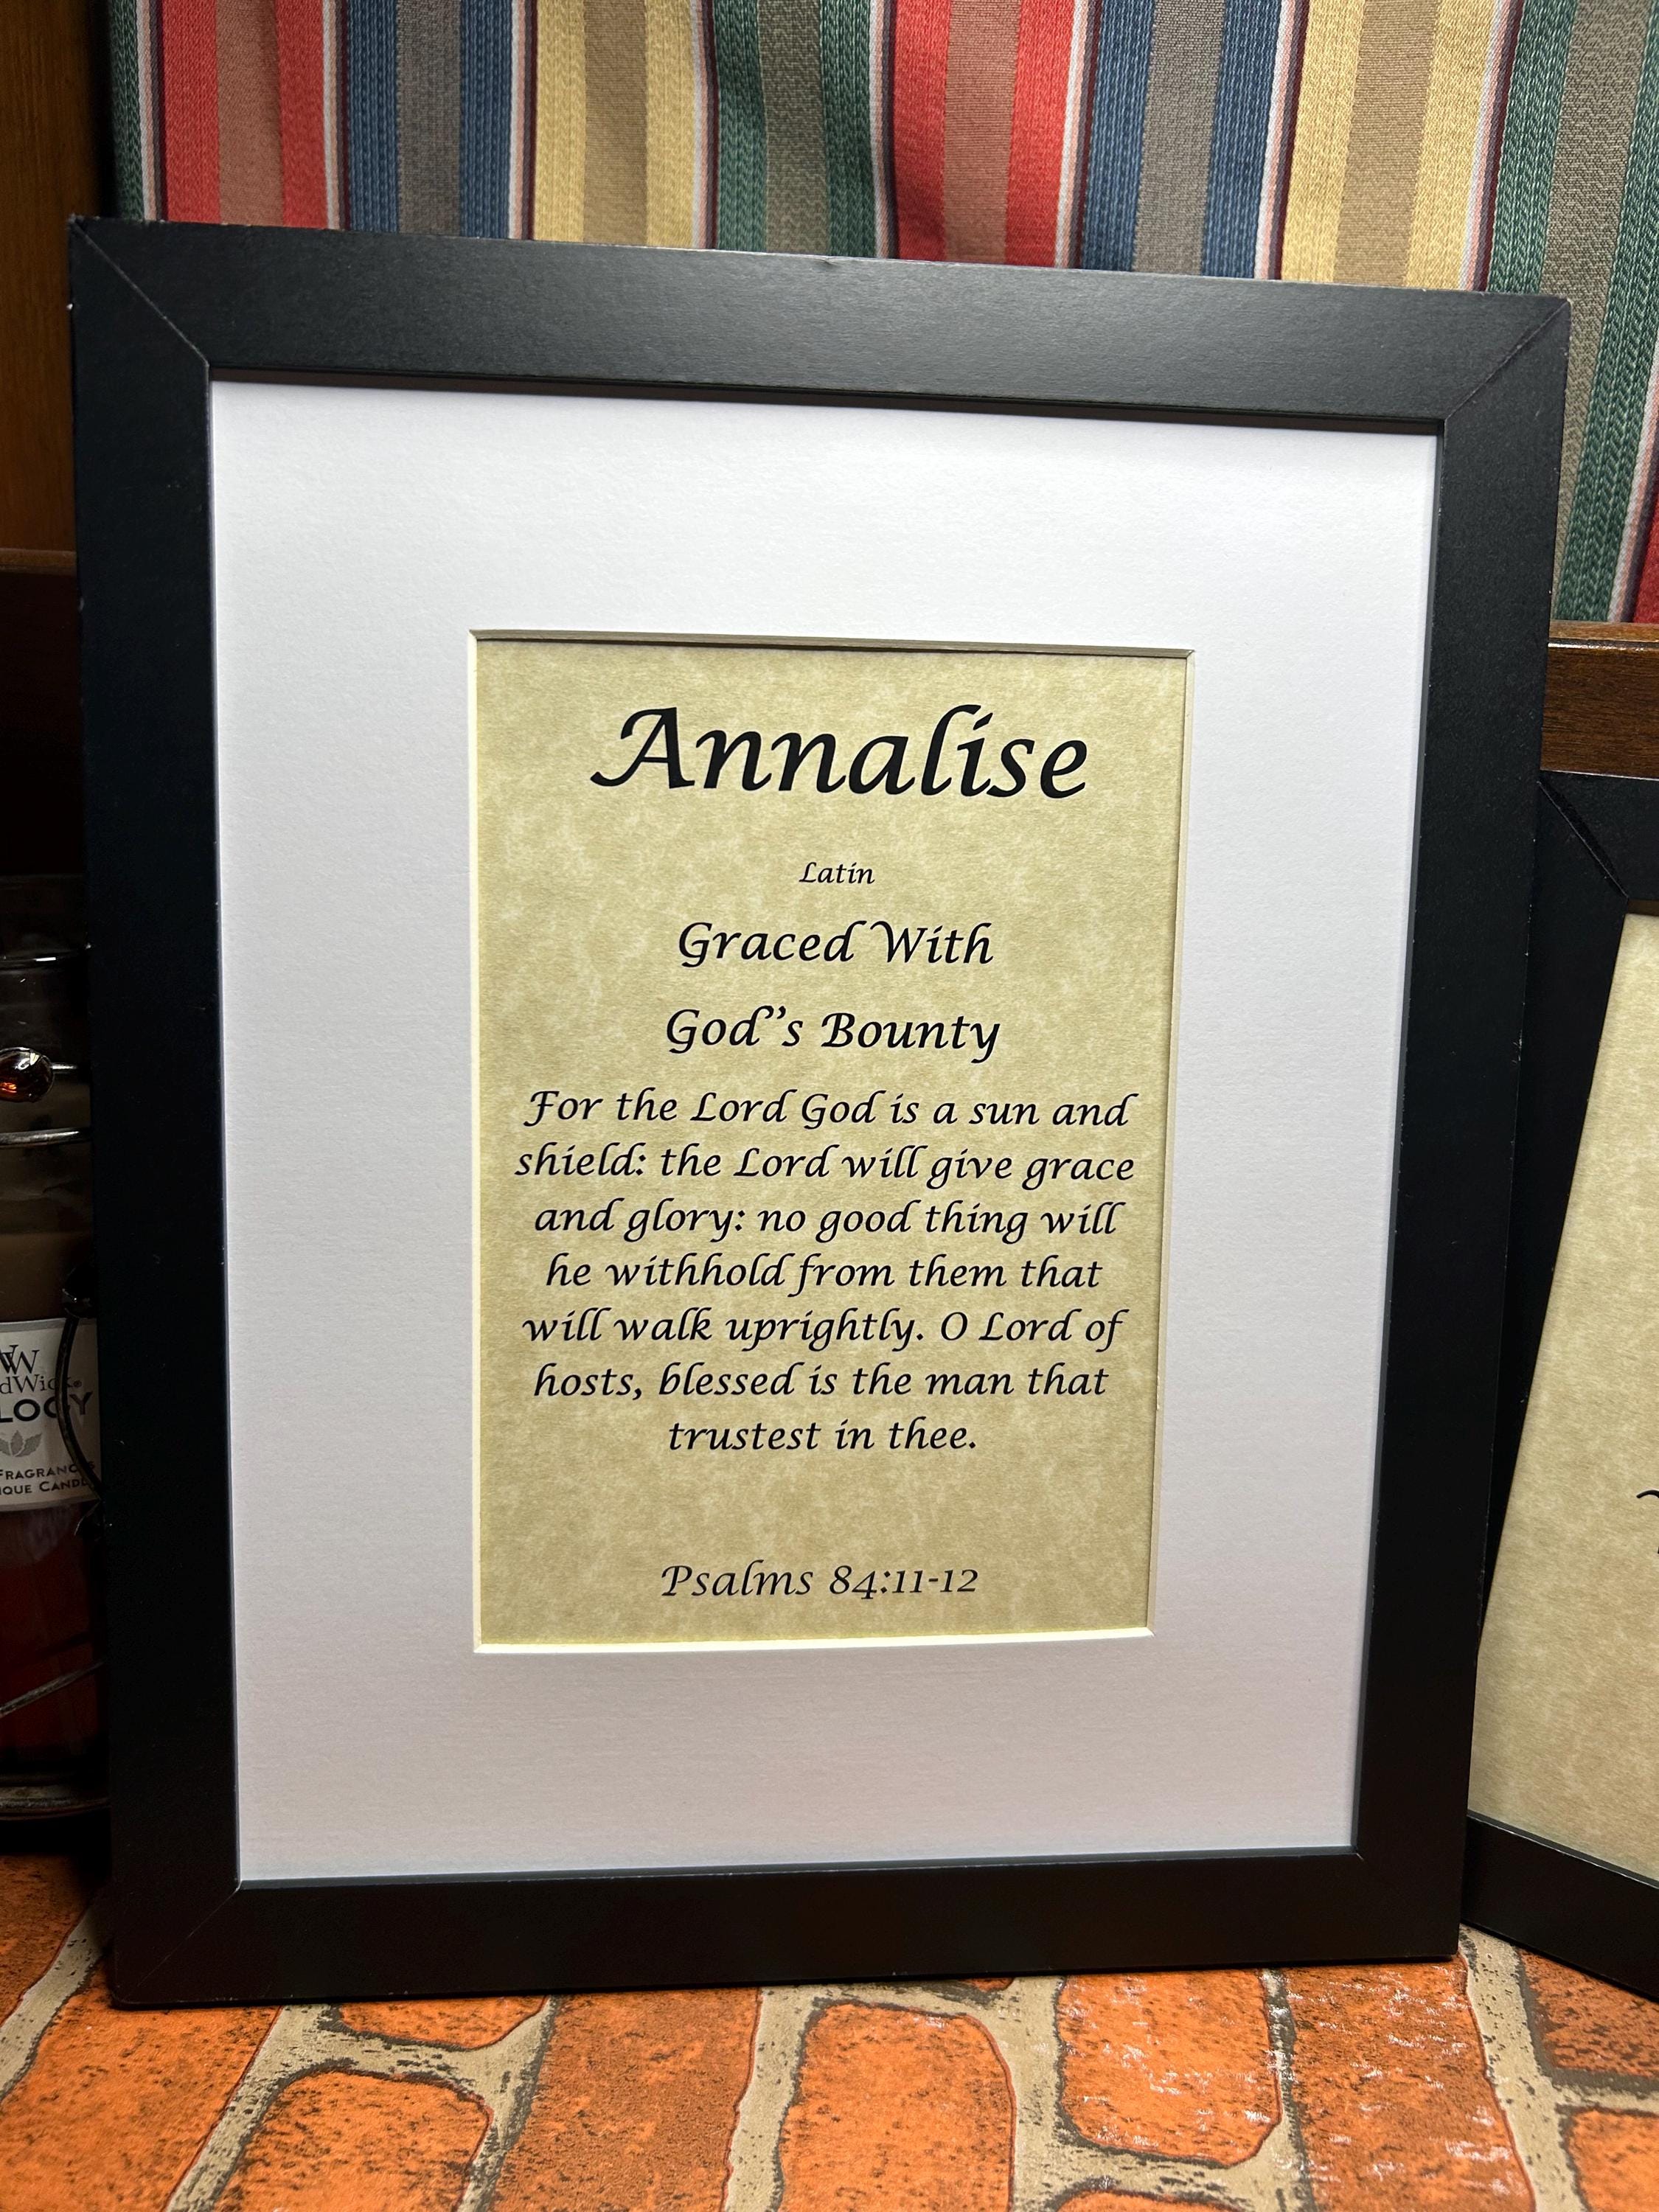 Annalise
Latin
Graced With
God"s Bounty
For the Lord God is a sun and
shield: the Lord will give grace
and glory: no good thing will
he withhold from them that
will walk uprightly. O Lord of
hosts, blessed is the man that
trustest in thee.
Psalms 84:11-12
W